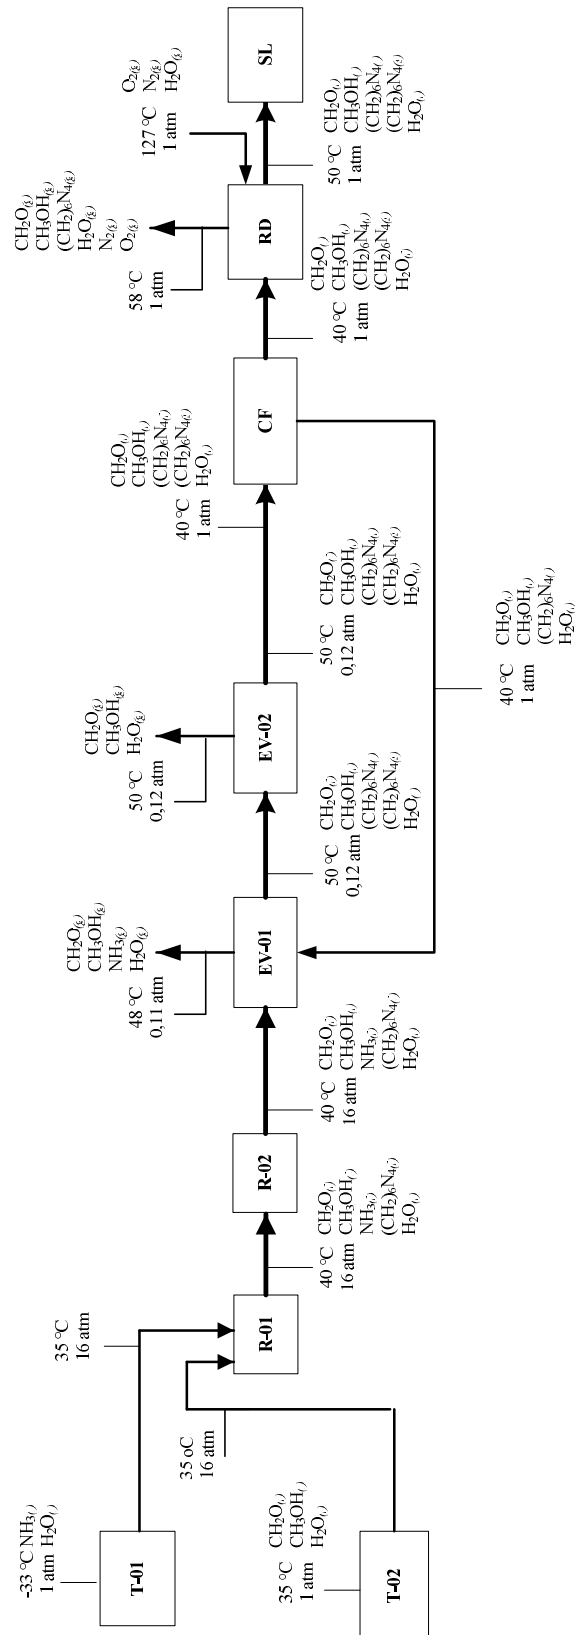 -33 °C NH₃₍ₗ₎
1 atm H₂O₍ₗ₎
T-01
35 °C
16 atm
CH₂O₍ₗ₎
CH₃OH₍ₗ₎
H₂O₍ₗ₎
35 °C
1 atm
T-02
35 oC
16 atm
R-01
40 °C CH₂O₍ₗ₎
16 atm CH₃OH₍ₗ₎
NH₃₍ₗ₎
(CH₂)₆N₄₍ₗ₎
H₂O₍ₗ₎
R-02
40 °C CH₂O₍ₗ₎
16 atm CH₃OH₍ₗ₎
NH₃₍ₗ₎
(CH₂)₆N₄₍ₗ₎
H₂O₍ₗ₎
CH₂O₍g₎
CH₃OH₍g₎
NH₃₍g₎
H₂O₍g₎
48 °C
0,11 atm
EV-01
50 °C CH₂O₍ₗ₎
0,12 atm CH₃OH₍ₗ₎
(CH₂)₆N₄₍ₗ₎
(CH₂)₆N₄₍ₛ₎
H₂O₍ₗ₎
CH₂O₍g₎
CH₃OH₍g₎
H₂O₍g₎
50 °C
0,12 atm
EV-02
50 °C CH₂O₍ₗ₎
0,12 atm CH₃OH₍ₗ₎
(CH₂)₆N₄₍ₗ₎
(CH₂)₆N₄₍ₛ₎
H₂O₍ₗ₎
CH₂O₍ₗ₎
CH₃OH₍ₗ₎
(CH₂)₆N₄₍ₗ₎
(CH₂)₆N₄₍ₛ₎
H₂O₍ₗ₎
40 °C
1 atm
CF
40 °C CH₂O₍ₗ₎
1 atm CH₃OH₍ₗ₎
(CH₂)₆N₄₍ₗ₎
H₂O₍ₗ₎
CH₂O₍ₗ₎
CH₃OH₍ₗ₎
(CH₂)₆N₄₍ₗ₎
(CH₂)₆N₄₍ₛ₎
H₂O₍ₗ₎
40 °C
1 atm
CH₂O₍g₎
CH₃OH₍g₎
(CH₂)₆N₄₍g₎
H₂O₍g₎
N₂₍g₎
O₂₍g₎
58 °C
1 atm
RD
O₂₍g₎
N₂₍g₎
H₂O₍g₎
127 °C
1 atm
50 °C CH₂O₍ₗ₎
1 atm CH₃OH₍ₗ₎
(CH₂)₆N₄₍ₗ₎
(CH₂)₆N₄₍ₛ₎
H₂O₍ₗ₎
SL